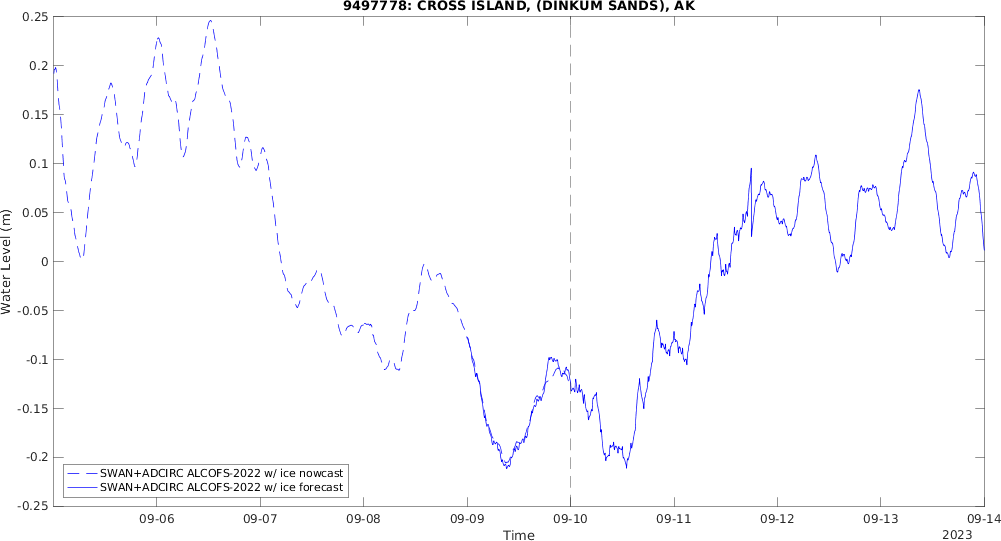 9497778: CROSS ISLAND, (DINKUM SANDS), AK
0.25
0.2
0.15
0.1
0.05
0
-0.05
-0.1
-0.15
-0.2
-0.25
Water Level (m)
SWAN+ADCIRC ALCOFS-2022 w/ ice nowcast
SWAN+ADCIRC ALCOFS-2022 w/ ice forecast
09-06 09-07 09-08 09-09 09-10 09-11 09-12 09-13 09-14
Time
2023